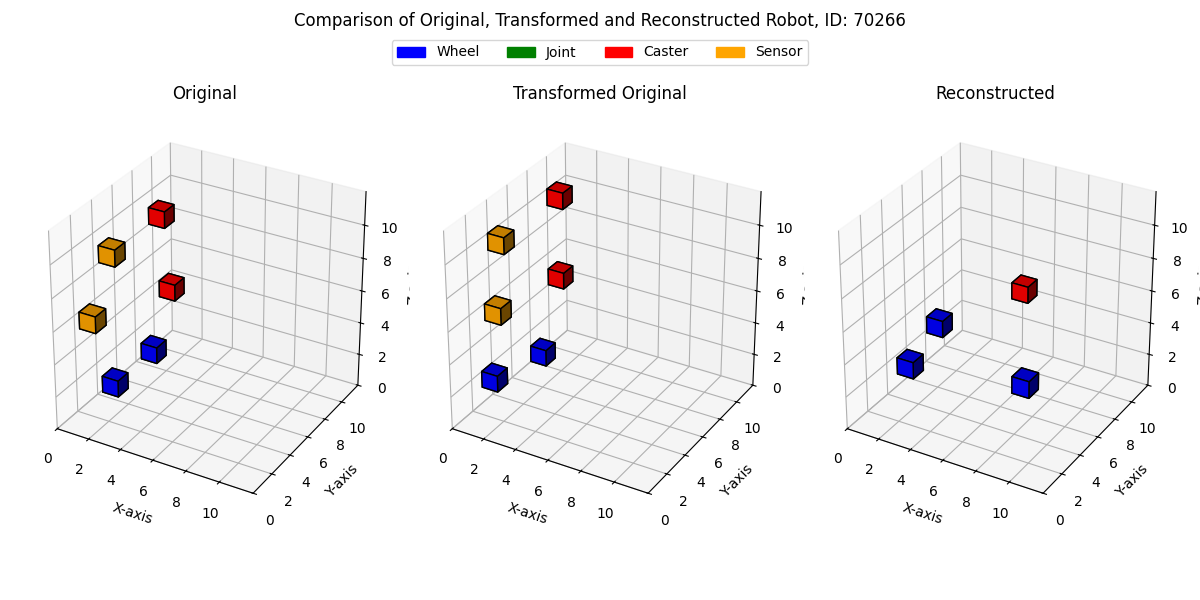 Comparison of Original, Transformed and Reconstructed Robot, ID: 70266
Wheel Joint Caster Sensor
Original Transformed Original Reconstructed
10 10 10
8 8 8
6 6 6
4 4 4
2 2 2
0 0 0
10 10 10
8 8 8
6 6 6
4 4 4
2 2 2
0 0 0
0 2 4 6 8 10 0 2 4 6 8 10 0 2 4 6 8 10
X-axis Y-axis X-axis Y-axis X-axis Y-axis